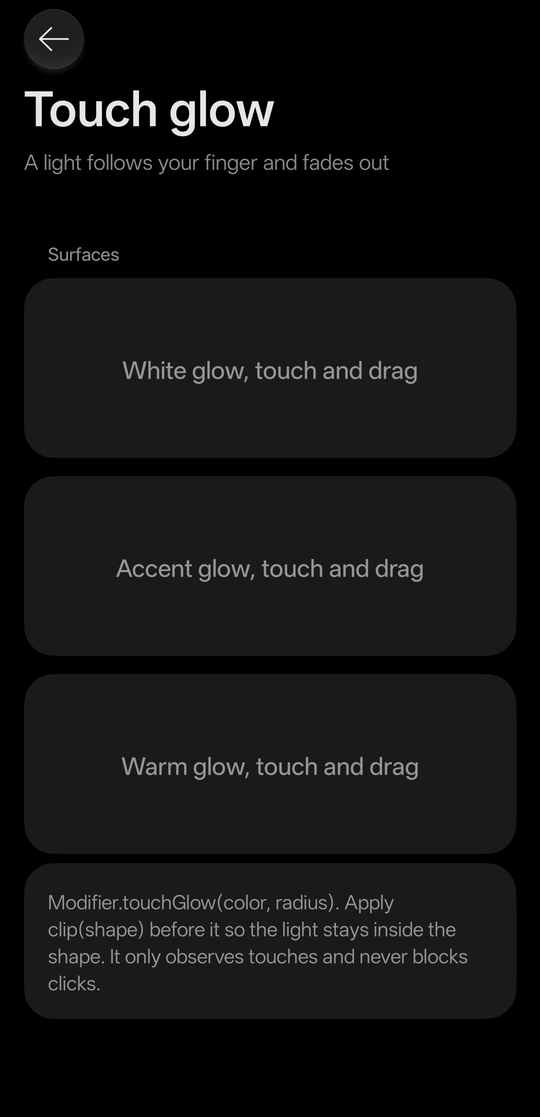 Touch glow
A light follows your finger and fades out
Surfaces
White glow, touch and drag
Accent glow, touch and drag
Warm glow, touch and drag
Modifier.touchGlow(color, radius). Apply
clip(shape) before it so the light stays inside the
shape. It only observes touches and never blocks
clicks.